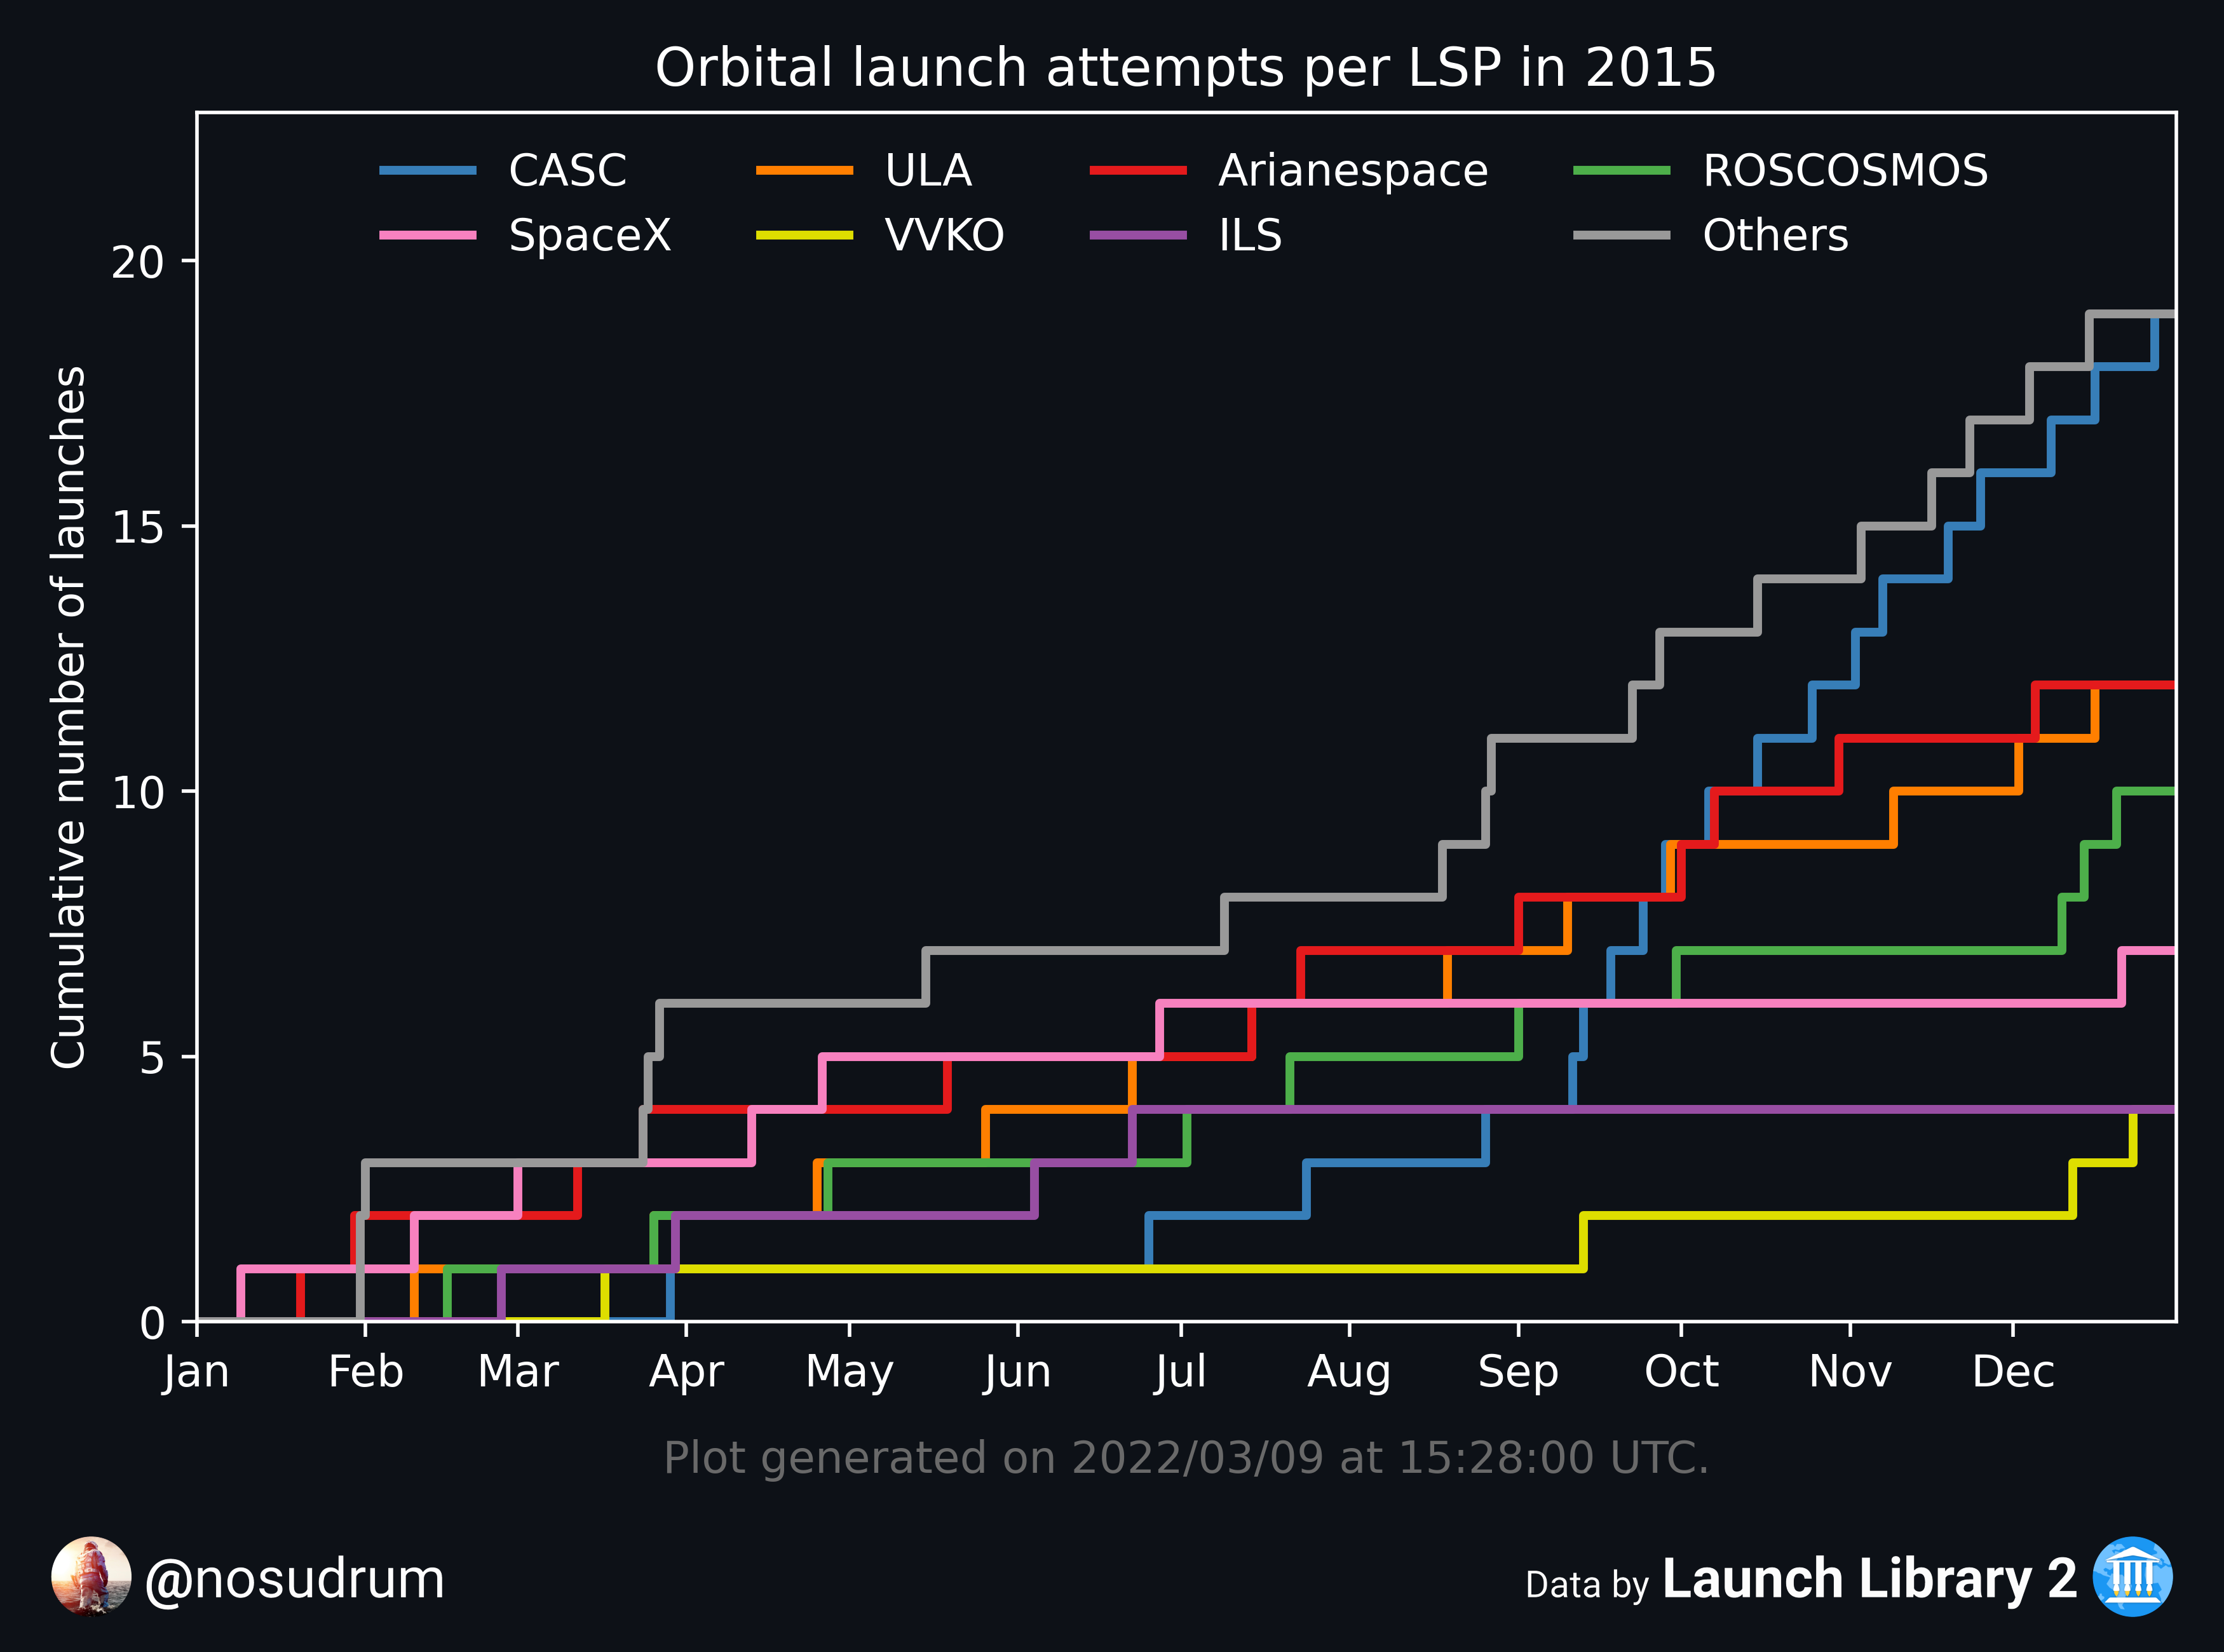 Orbital launch attempts per LSP in 2015
CASC ULA Arianespace ROSCOSMOS
SpaceX VVKO ILS Others
Cumulative number of launches
20
15
10
5
0
Jan Feb Mar Apr May Jun Jul Aug Sep Oct Nov Dec
Plot generated on 2022/03/09 at 15:28:00 UTC.
@nosudrum
Data by Launch Library 2